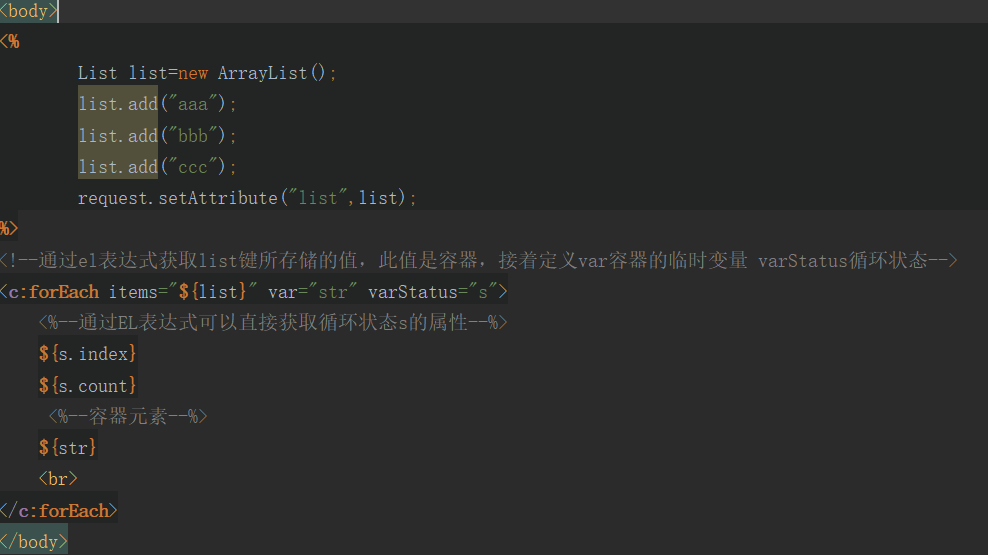 <body>
<%
List list=new ArrayList();
list.add("aaa");
list.add("bbb");
list.add("ccc");
request.setAttribute("list",list);
%>
<!--通过el表达式获取list键所存储的值，此值是容器，接着定义var容器的临时变量 varStatus循环状态-->
<c:forEach items="${list}" var="str" varStatus="s">
<%--通过EL表达式可以直接获取循环状态s的属性--%>
${s.index}
${s.count}
<%--容器元素--%>
${str}
<br>
</c:forEach>
</body>